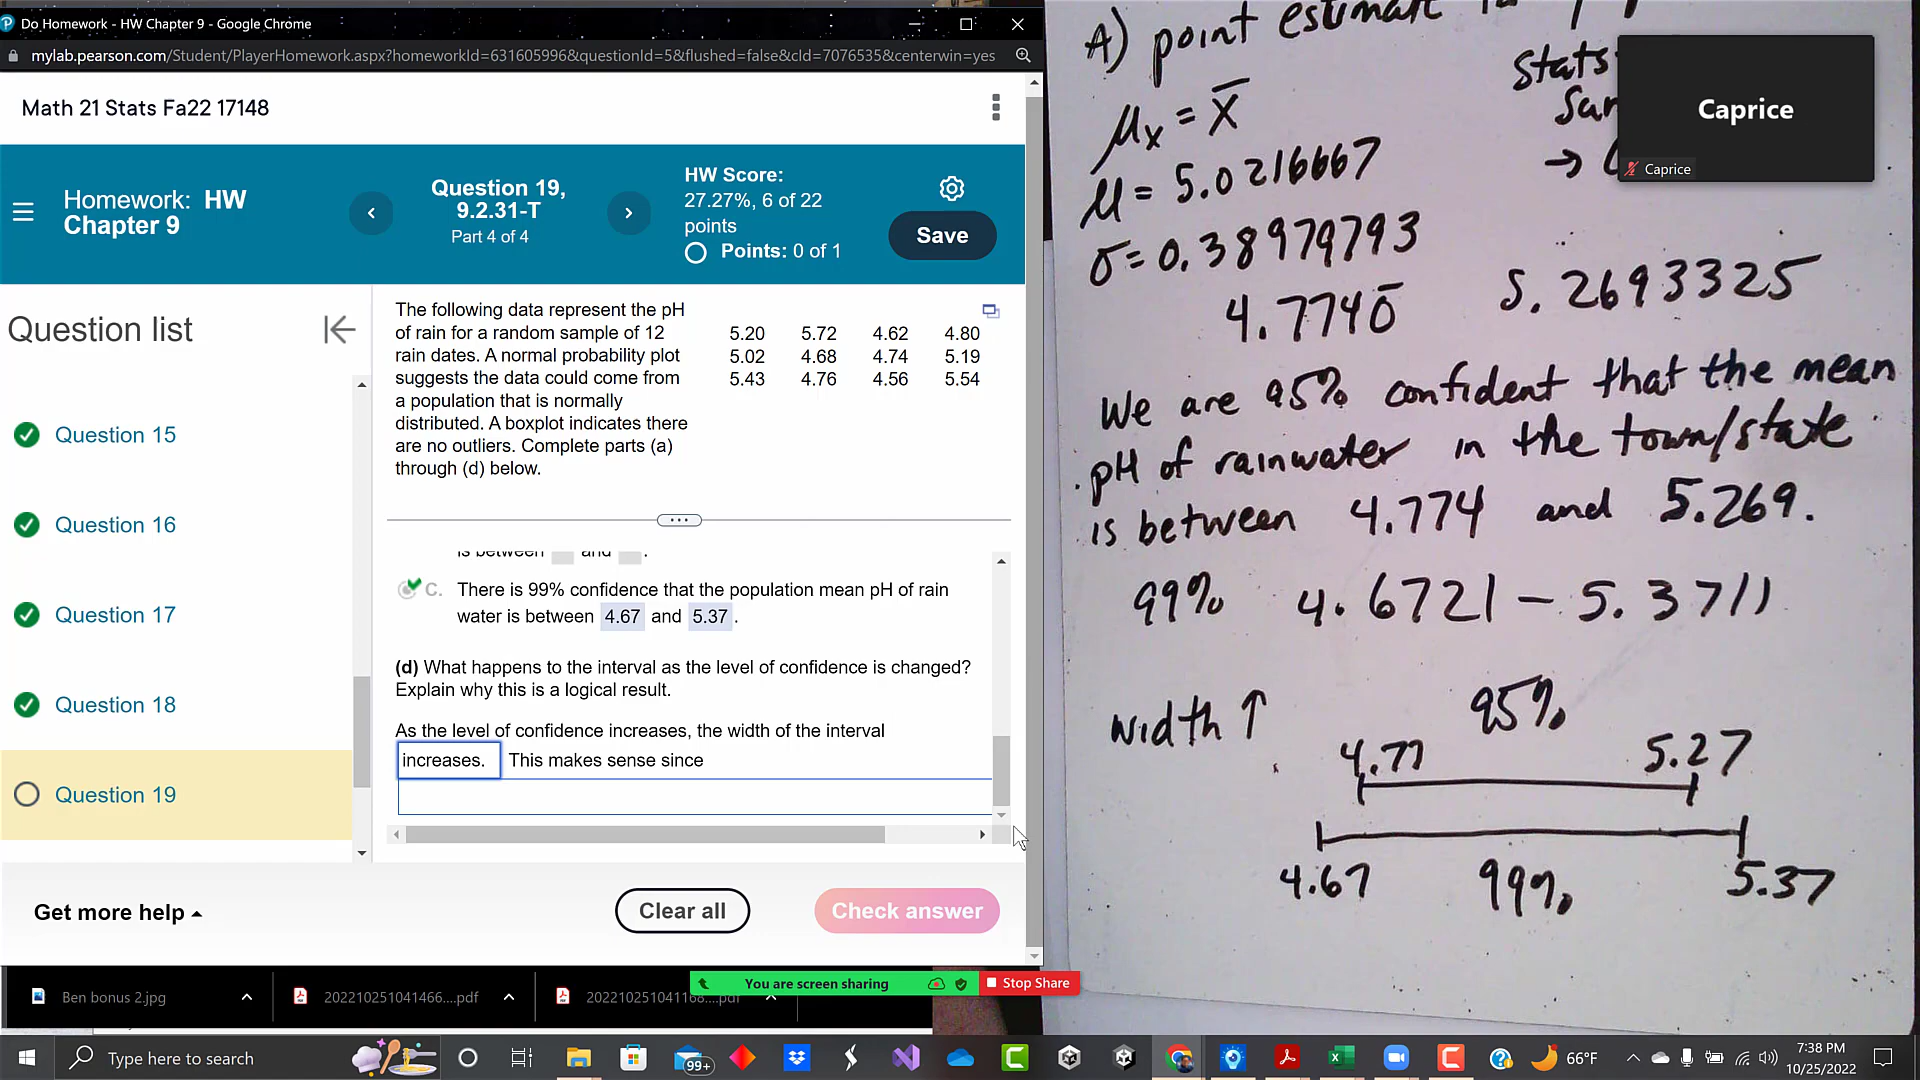 Do Homework - HW Chapter 9 - Google Chrome
mylab.pearson.com/Student/PlayerHomework.aspx?homeworkId=631605996&questionId=5&flushed=false&cId=7076535&centerwin=yes
Math 21 Stats Fa22 17148
Homework: HW
Chapter 9
Question 19,
9.2.31-T
Part 4 of 4
HW Score:
27.27%, 6 of 22
points
Points: 0 of 1
Save
Question list
Question 15
Question 16
Question 17
Question 18
Question 19
The following data represent the pH
of rain for a random sample of 12
rain dates. A normal probability plot
suggests the data could come from
a population that is normally
distributed. A boxplot indicates there
are no outliers. Complete parts (a)
through (d) below.
5.20 5.72 4.62 4.80
5.02 4.68 4.74 5.19
5.43 4.76 4.56 5.54
is between and .
C. There is 99% confidence that the population mean pH of rain
water is between 4.67 and 5.37 .
(d) What happens to the interval as the level of confidence is changed?
Explain why this is a logical result.
As the level of confidence increases, the width of the interval
increases. This makes sense since
Get more help
Clear all
Check answer
Ben bonus 2.jpg
202210251041466....pdf
You are screen sharing
Stop Share
Type here to search
99+
66°F
7:38 PM
10/25/2022
A) point estimate
Stats
μx = x̄
μ = 5.0216667
σ = 0.38979793
4.7740 5.2693325
We are 95% confident that the mean
pH of rainwater in the town/state
is between 4.774 and 5.269.
99% 4.6721 – 5.3711
width ↑ 95%
4.77 5.27
4.67 99% 5.37
Caprice
Caprice